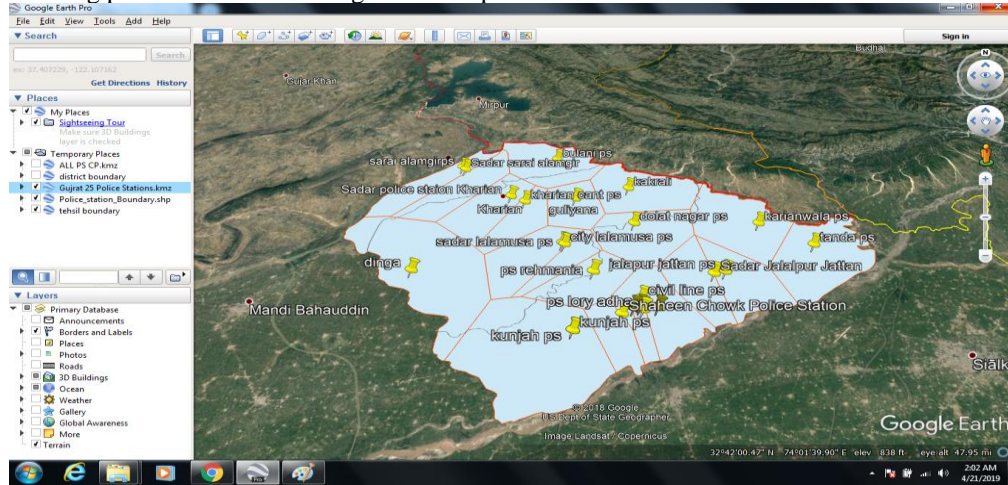 Google Earth Pro
File Edit View Tools Add Help
Search
Sign in
Search
ex: 37.407229, -122.107162
Get Directions History
Places
My Places
Sightseeing Tour
Make sure 3D Buildings
layer is checked
Temporary Places
ALL PS CP.kmz
district boundary
Gujrat 25 Police Stations.kmz
Police_station_Boundary.shp
tehsil boundary
Layers
Primary Database
Announcements
Borders and Labels
Places
Photos
Roads
3D Buildings
Ocean
Weather
Gallery
Global Awareness
More
Terrain
Budhal
N
Gujar Khan
Mirpur
bulani ps
sarai alamgirps
Sadar sarai alamgir
kakrali
Sadar police staion Kharian
kharian cant ps
Kharian
guliyana
dolat nagar ps
karianwala ps
sadar lalamusa ps
city lalamusa ps
tanda ps
dinga
ps rehmania
jalapur jattan ps
Sadar Jalalpur Jattan
civil line ps
ps lory adha
Shaheen Chowk Police Station
Mandi Bahauddin
kunjah ps
kunjah ps
Siālk
© 2018 Google
US Dept of State Geographer
Google Earth
Image Landsat / Copernicus
32°42'00.47" N 74°01'39.90" E elev 838 ft eye alt 47.95 mi
2:02 AM
4/21/2019